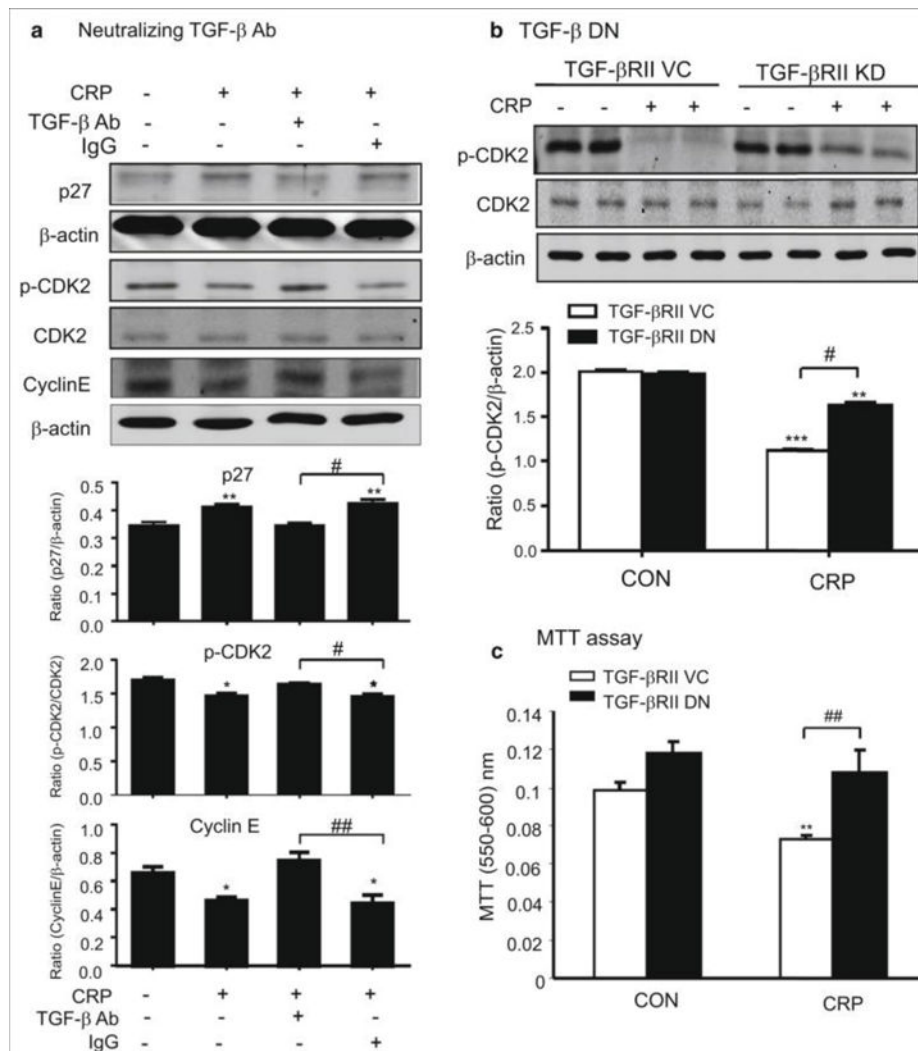 a Neutralizing TGF-β Ab
CRP - + + +
TGF-β Ab - - + -
IgG - - - +
p27
β-actin
p-CDK2
CDK2
CyclinE
β-actin
p27
Ratio (p27/β-actin)
0.5
0.4
0.3
0.2
0.1
0.0
**
#
**
p-CDK2
Ratio (p-CDK2/CDK2)
2.0
1.5
1.0
0.5
0.0
*
#
*
Cyclin E
Ratio (CyclinE/β-actin)
1.0
0.8
0.6
0.4
0.2
0.0
*
##
*
CRP - + + +
TGF-β Ab - - + -
IgG - - - +
b TGF-β DN
TGF-βRII VC TGF-βRII KD
CRP - - + + - - + +
p-CDK2
CDK2
β-actin
TGF-βRII VC
TGF-βRII DN
Ratio (p-CDK2/β-actin)
2.5
2.0
1.5
1.0
0.5
0.0
#
***
**
CON CRP
c MTT assay
TGF-βRII VC
TGF-βRII DN
MTT (550-600) nm
0.14
0.12
0.1
0.08
0.06
0.04
0.02
0
##
**
CON CRP